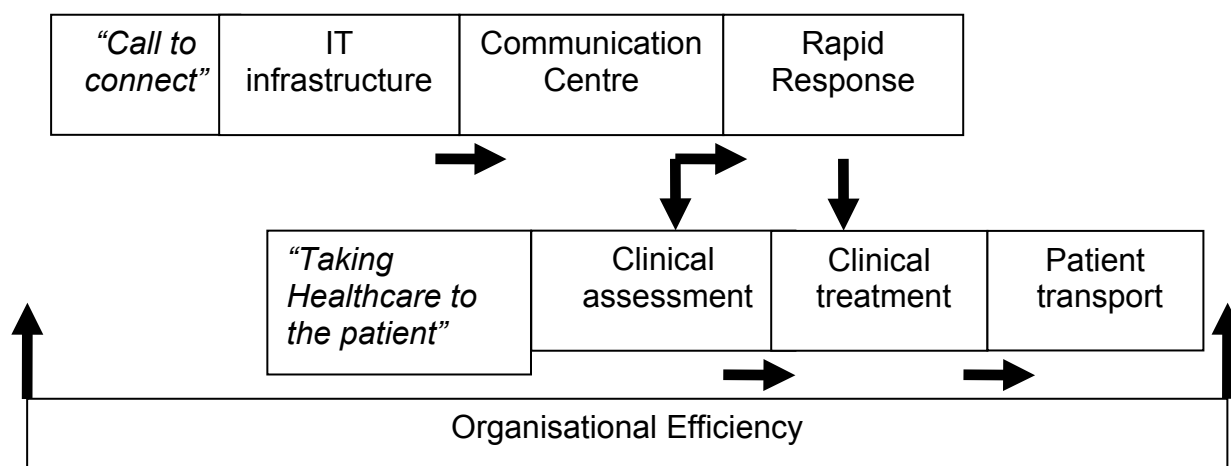 “Call to
connect”
IT
infrastructure
Communication
Centre
Rapid
Response
“Taking
Healthcare to
the patient”
Clinical
assessment
Clinical
treatment
Patient
transport
Organisational Efficiency